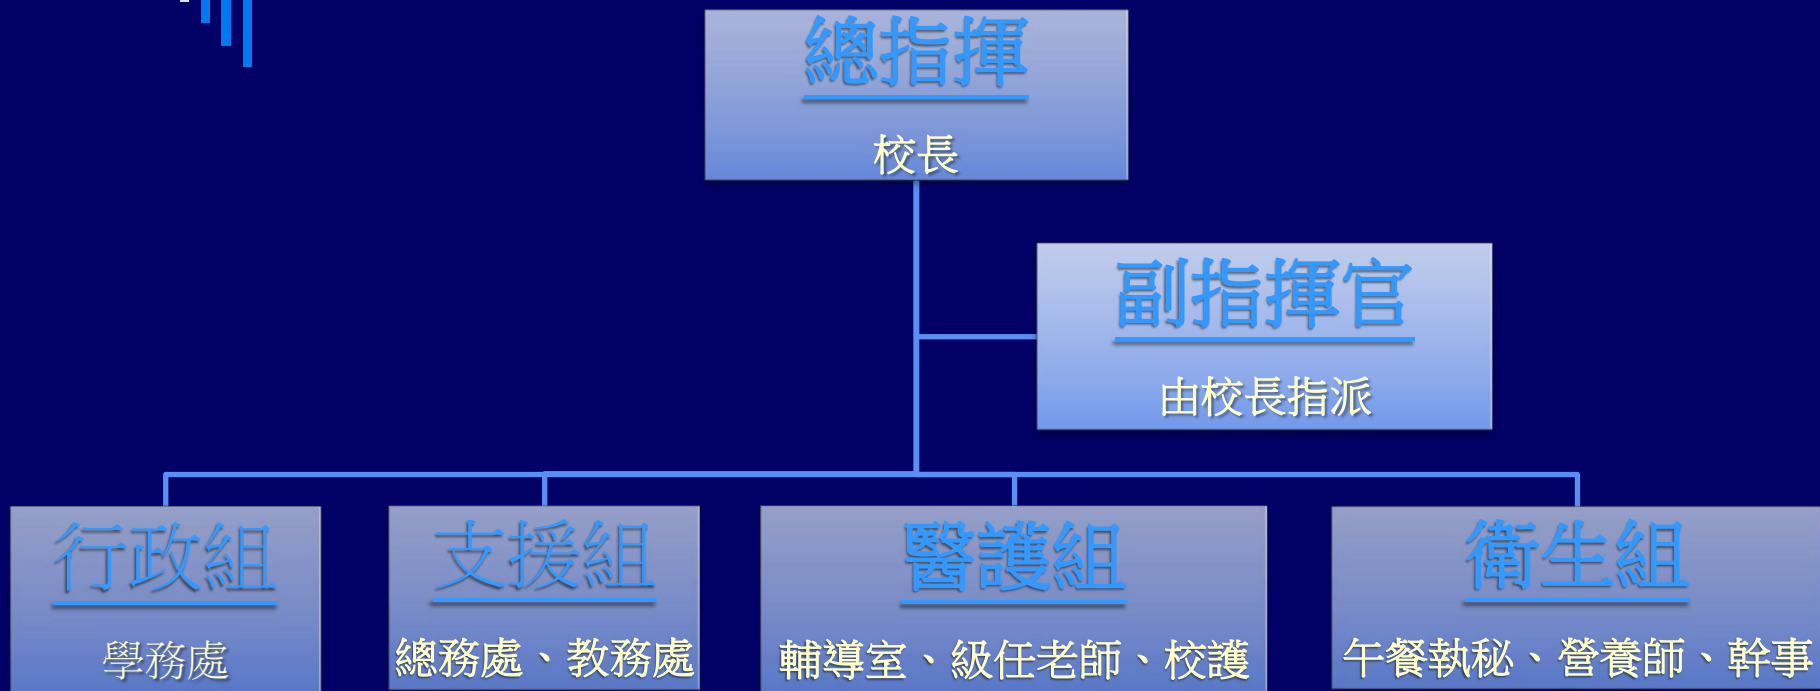 總指揮
校長
副指揮官
由校長指派
行政組
學務處
支援組
總務處、教務處
醫護組
輔導室、級任老師、校護
衛生組
午餐執秘、營養師、幹事